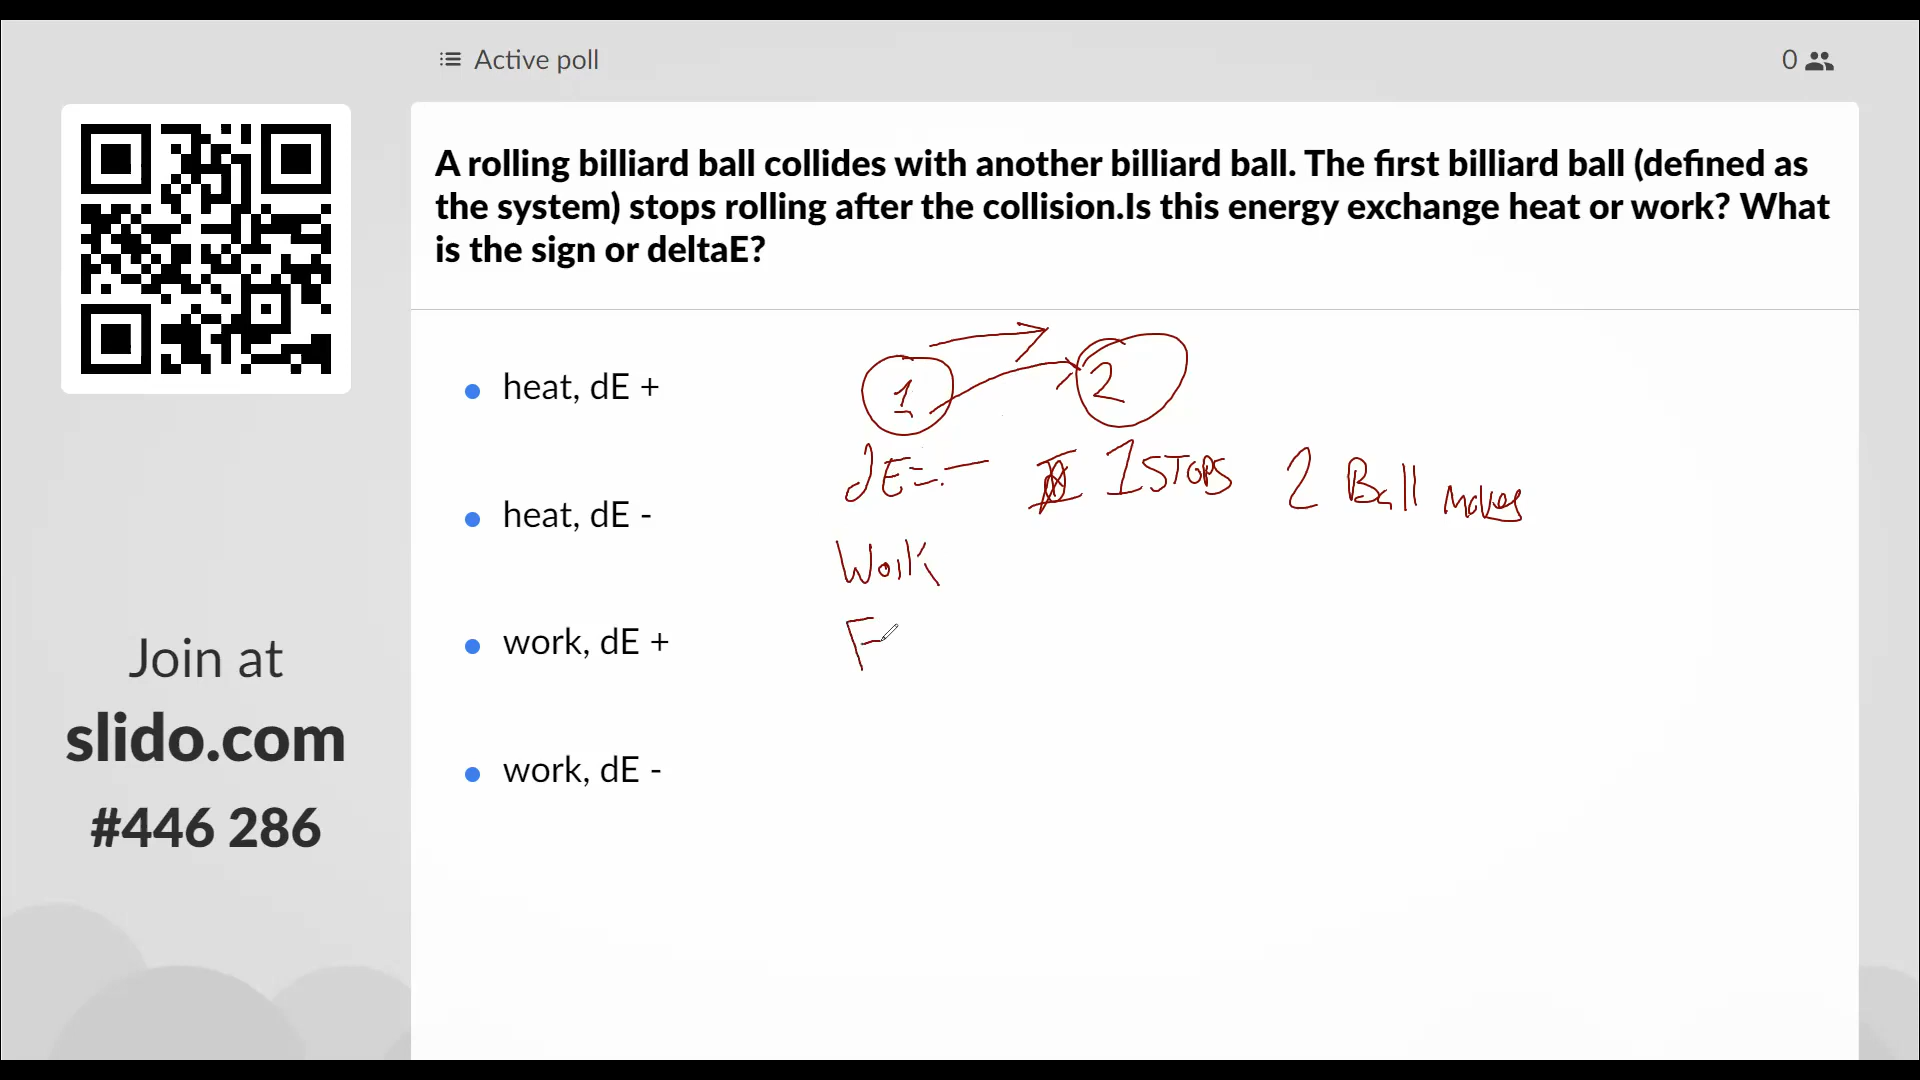 Active poll
0
A rolling billiard ball collides with another billiard ball. The first billiard ball (defined as
the system) stops rolling after the collision.Is this energy exchange heat or work? What
is the sign or deltaE?
heat, dE +
heat, dE -
work, dE +
work, dE -
1 2
dE = - 1 STOPS 2 Ball moves
Work
F
Join at
slido.com
#446 286